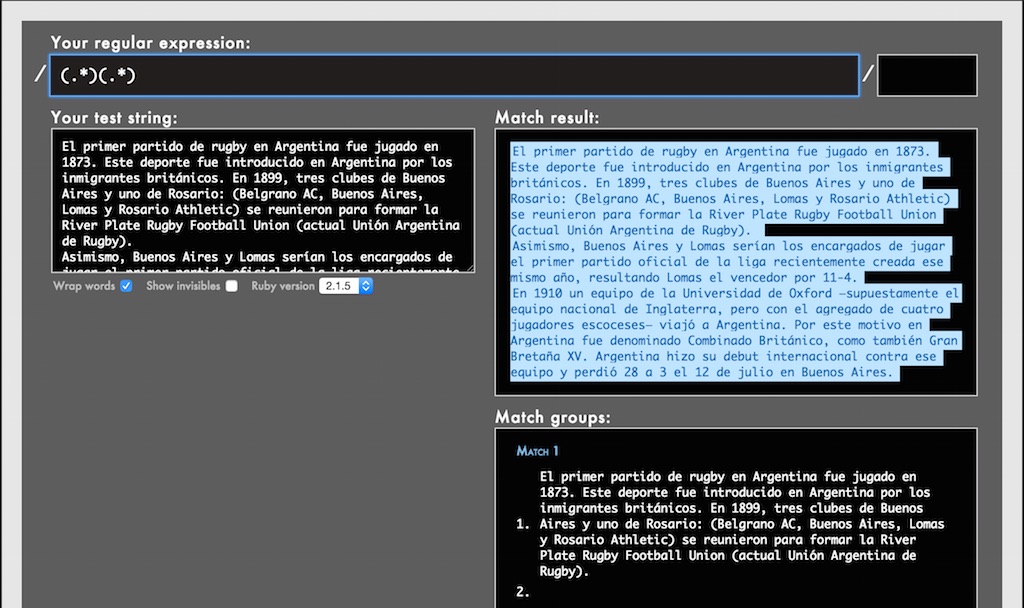 Your regular expression:
/ (.*)(.*) /
Your test string:
El primer partido de rugby en Argentina fue jugado en
1873. Este deporte fue introducido en Argentina por los
inmigrantes británicos. En 1899, tres clubes de Buenos
Aires y uno de Rosario: (Belgrano AC, Buenos Aires,
Lomas y Rosario Athletic) se reunieron para formar la
River Plate Rugby Football Union (actual Unión Argentina
de Rugby).
Asimismo, Buenos Aires y Lomas serían los encargados de
jugar el primer partido oficial de la liga recientemente
Wrap words Show invisibles Ruby version 2.1.5
Match result:
El primer partido de rugby en Argentina fue jugado en 1873.
Este deporte fue introducido en Argentina por los inmigrantes
británicos. En 1899, tres clubes de Buenos Aires y uno de
Rosario: (Belgrano AC, Buenos Aires, Lomas y Rosario Athletic)
se reunieron para formar la River Plate Rugby Football Union
(actual Unión Argentina de Rugby).
Asimismo, Buenos Aires y Lomas serían los encargados de jugar
el primer partido oficial de la liga recientemente creada ese
mismo año, resultando Lomas el vencedor por 11-4.
En 1910 un equipo de la Universidad de Oxford —supuestamente el
equipo nacional de Inglaterra, pero con el agregado de cuatro
jugadores escoceses— viajó a Argentina. Por este motivo en
Argentina fue denominado Combinado Británico, como también Gran
Bretaña XV. Argentina hizo su debut internacional contra ese
equipo y perdió 28 a 3 el 12 de julio en Buenos Aires.
Match groups:
Match 1
El primer partido de rugby en Argentina fue jugado en
1873. Este deporte fue introducido en Argentina por los
inmigrantes británicos. En 1899, tres clubes de Buenos
1. Aires y uno de Rosario: (Belgrano AC, Buenos Aires, Lomas
y Rosario Athletic) se reunieron para formar la River
Plate Rugby Football Union (actual Unión Argentina de
Rugby).
2.